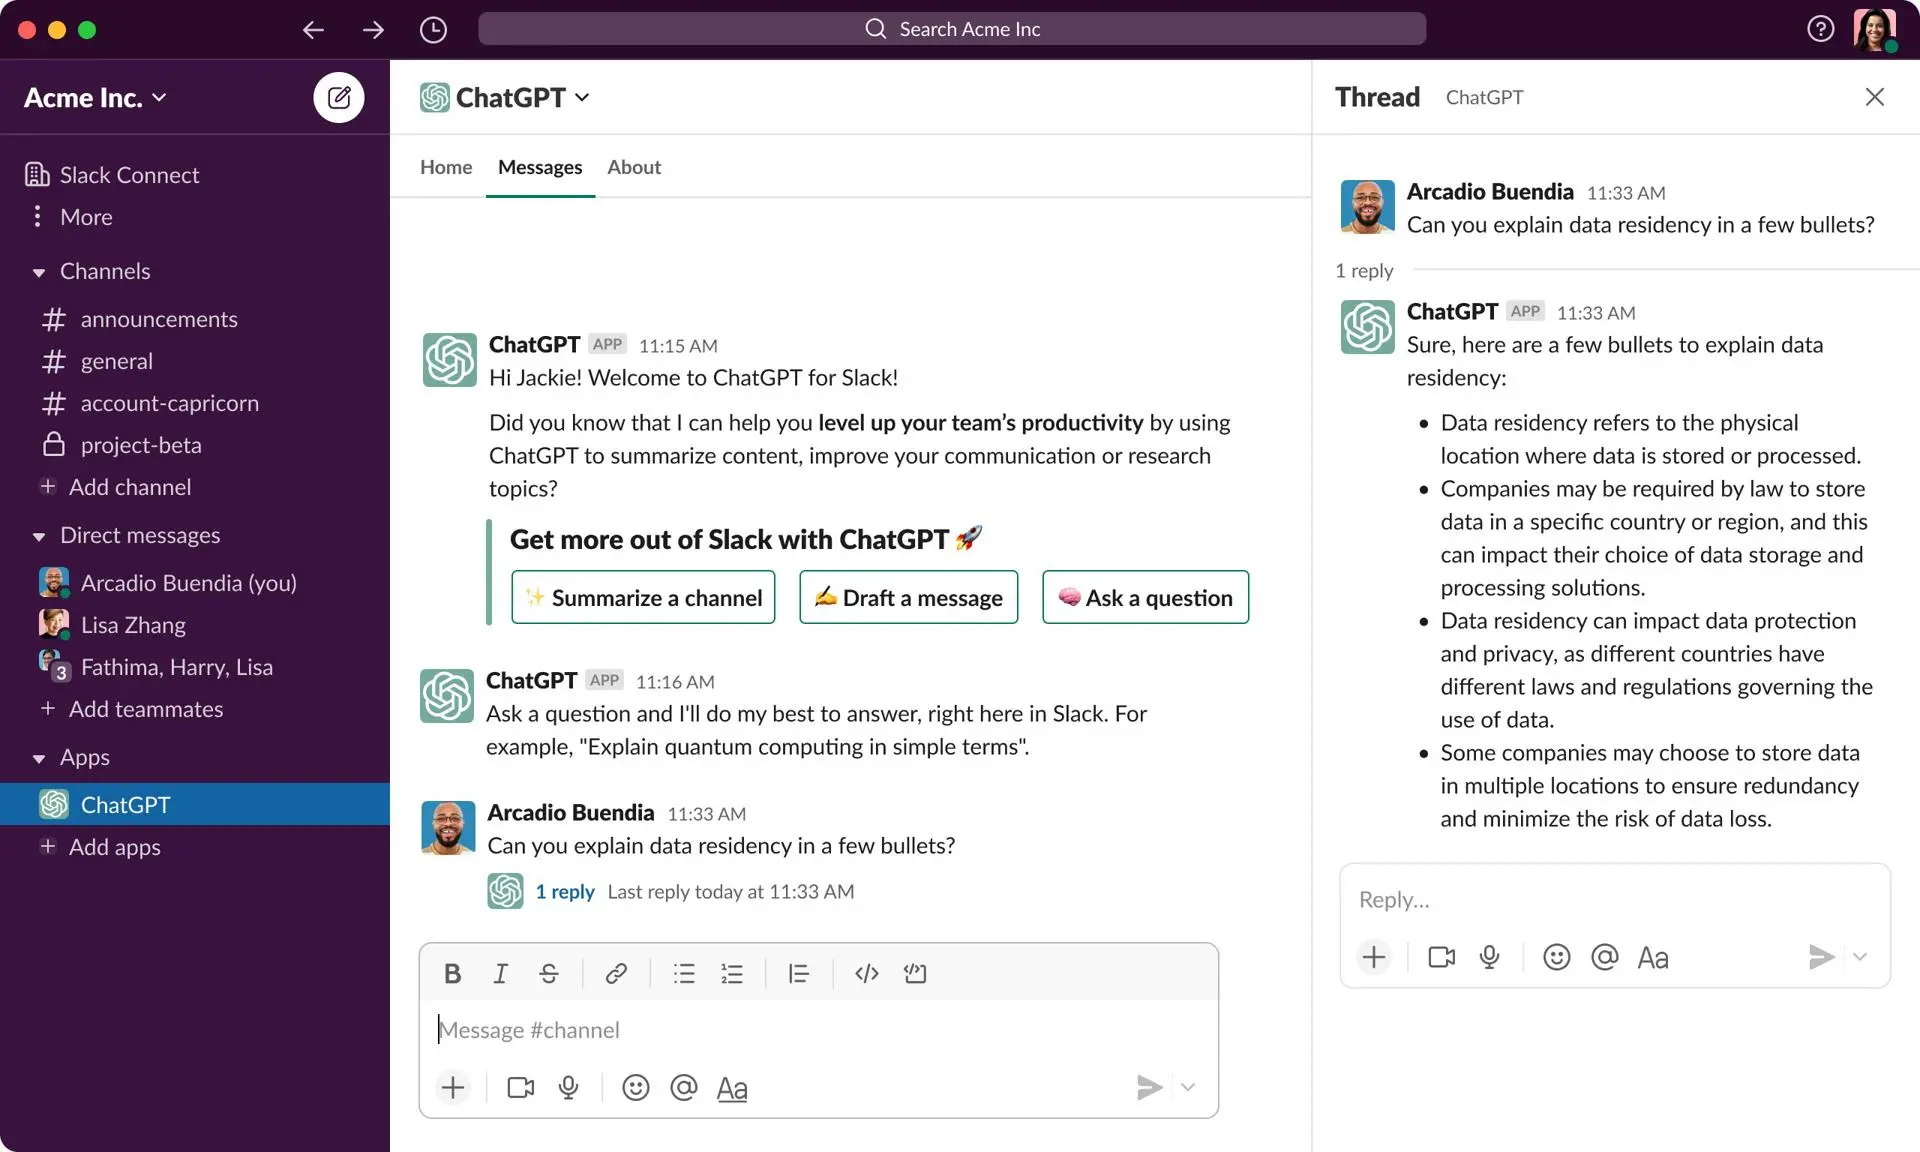 Search Acme Inc
Acme Inc.
Slack Connect
More
Channels
# announcements
# general
# account-capricorn
project-beta
+ Add channel
Direct messages
Arcadio Buendia (you)
Lisa Zhang
3 Fathima, Harry, Lisa
+ Add teammates
Apps
ChatGPT
+ Add apps
ChatGPT
Home Messages About
ChatGPT APP 11:15 AM
Hi Jackie! Welcome to ChatGPT for Slack!
Did you know that I can help you level up your team’s productivity by using
ChatGPT to summarize content, improve your communication or research
topics?
Get more out of Slack with ChatGPT 🚀
✨ Summarize a channel ✍️ Draft a message 🧠 Ask a question
ChatGPT APP 11:16 AM
Ask a question and I'll do my best to answer, right here in Slack. For
example, "Explain quantum computing in simple terms".
Arcadio Buendia 11:33 AM
Can you explain data residency in a few bullets?
1 reply Last reply today at 11:33 AM
B I S
Message #channel
Aa
Thread ChatGPT
Arcadio Buendia 11:33 AM
Can you explain data residency in a few bullets?
1 reply
ChatGPT APP 11:33 AM
Sure, here are a few bullets to explain data
residency:
• Data residency refers to the physical
location where data is stored or processed.
• Companies may be required by law to store
data in a specific country or region, and this
can impact their choice of data storage and
processing solutions.
• Data residency can impact data protection
and privacy, as different countries have
different laws and regulations governing the
use of data.
• Some companies may choose to store data
in multiple locations to ensure redundancy
and minimize the risk of data loss.
Reply...
Aa